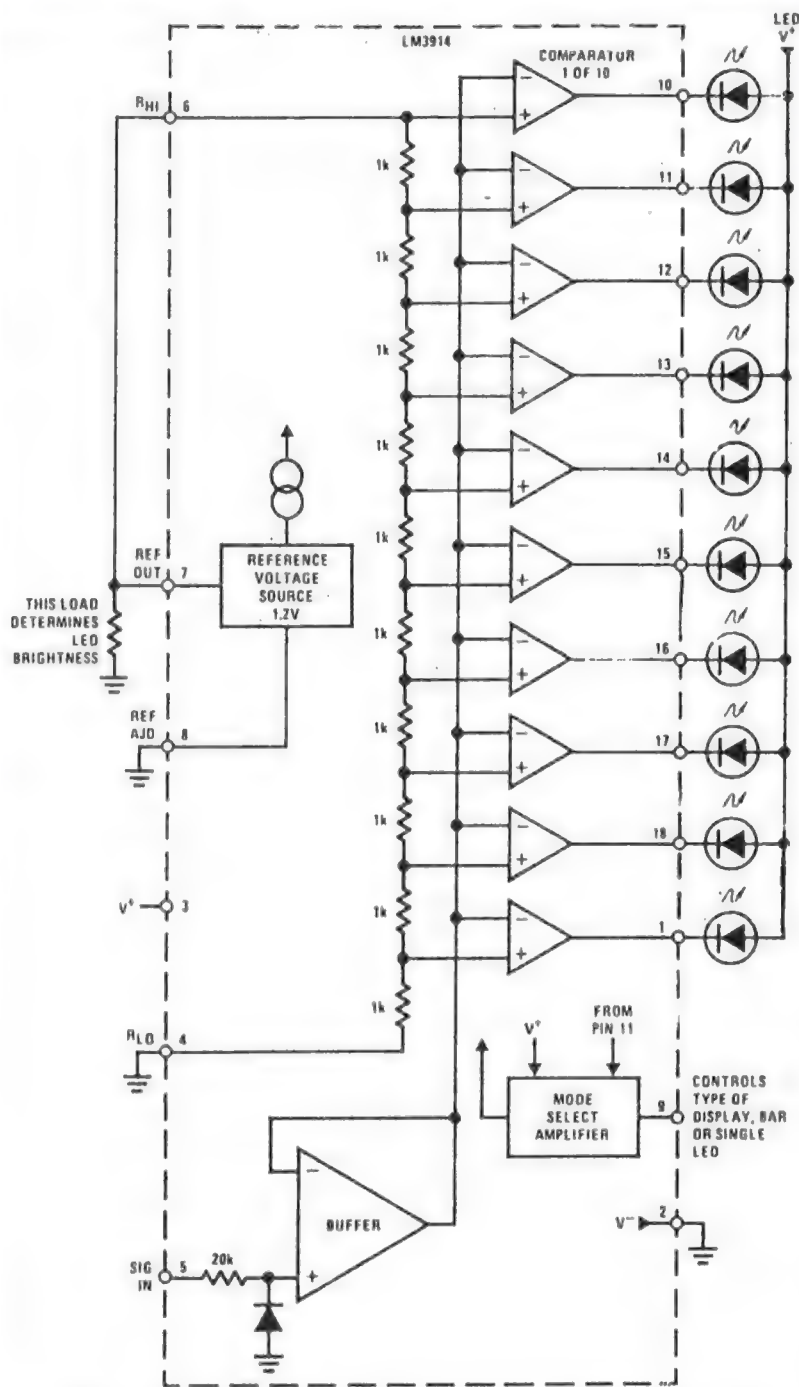 LED
V+
LM3914
COMPARATOR
1 OF 10
RHI
6
10
1k
11
1k
12
1k
13
1k
14
1k
15
REF
OUT
7
REFERENCE
VOLTAGE
SOURCE
1.2V
THIS LOAD
DETERMINES
LED
BRIGHTNESS
1k
16
REF
AJD
8
1k
17
1k
18
V+
3
1k
1
1k
RLO
4
V+
FROM
PIN 11
MODE
SELECT
AMPLIFIER
9
CONTROLS
TYPE OF
DISPLAY, BAR
OR SINGLE
LED
BUFFER
V−
2
SIG
IN
5
20k